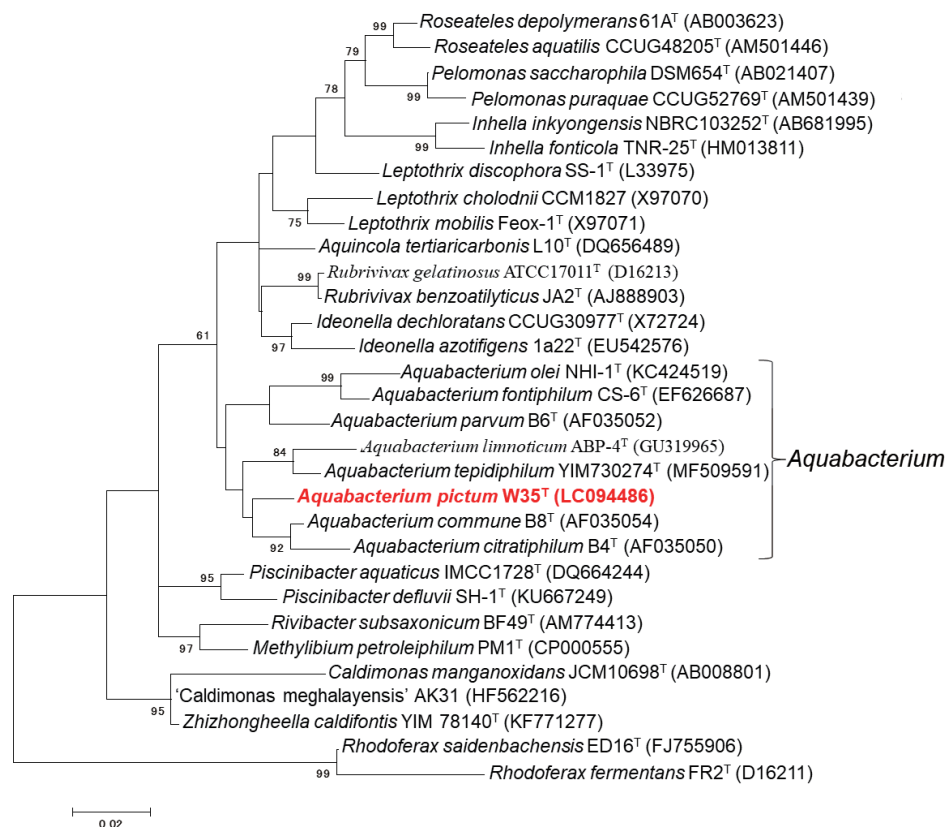 99
Roseateles depolymerans 61Aᵀ (AB003623)
Roseateles aquatilis CCUG48205ᵀ (AM501446)
79
Pelomonas saccharophila DSM654ᵀ (AB021407)
78
99
Pelomonas puraquae CCUG52769ᵀ (AM501439)
Inhella inkyongensis NBRC103252ᵀ (AB681995)
99
Inhella fonticola TNR-25ᵀ (HM013811)
Leptothrix discophora SS-1ᵀ (L33975)
Leptothrix cholodnii CCM1827 (X97070)
75
Leptothrix mobilis Feox-1ᵀ (X97071)
Aquincola tertiaricarbonis L10ᵀ (DQ656489)
99
Rubrivivax gelatinosus ATCC17011ᵀ (D16213)
Rubrivivax benzoatilyticus JA2ᵀ (AJ888903)
Ideonella dechloratans CCUG30977ᵀ (X72724)
61
97
Ideonella azotifigens 1a22ᵀ (EU542576)
Aquabacterium olei NHI-1ᵀ (KC424519)
99
Aquabacterium fontiphilum CS-6ᵀ (EF626687)
Aquabacterium parvum B6ᵀ (AF035052)
84
Aquabacterium limnoticum ABP-4ᵀ (GU319965)
Aquabacterium
Aquabacterium tepidiphilum YIM730274ᵀ (MF509591)
Aquabacterium pictum W35ᵀ (LC094486)
Aquabacterium commune B8ᵀ (AF035054)
92
Aquabacterium citratiphilum B4ᵀ (AF035050)
95
Piscinibacter aquaticus IMCC1728ᵀ (DQ664244)
Piscinibacter defluvii SH-1ᵀ (KU667249)
Rivibacter subsaxonicum BF49ᵀ (AM774413)
97
Methylibium petroleiphilum PM1ᵀ (CP000555)
Caldimonas manganoxidans JCM10698ᵀ (AB008801)
'Caldimonas meghalayensis' AK31 (HF562216)
95
Zhizhongheella caldifontis YIM 78140ᵀ (KF771277)
Rhodoferax saidenbachensis ED16ᵀ (FJ755906)
99
Rhodoferax fermentans FR2ᵀ (D16211)
0.02